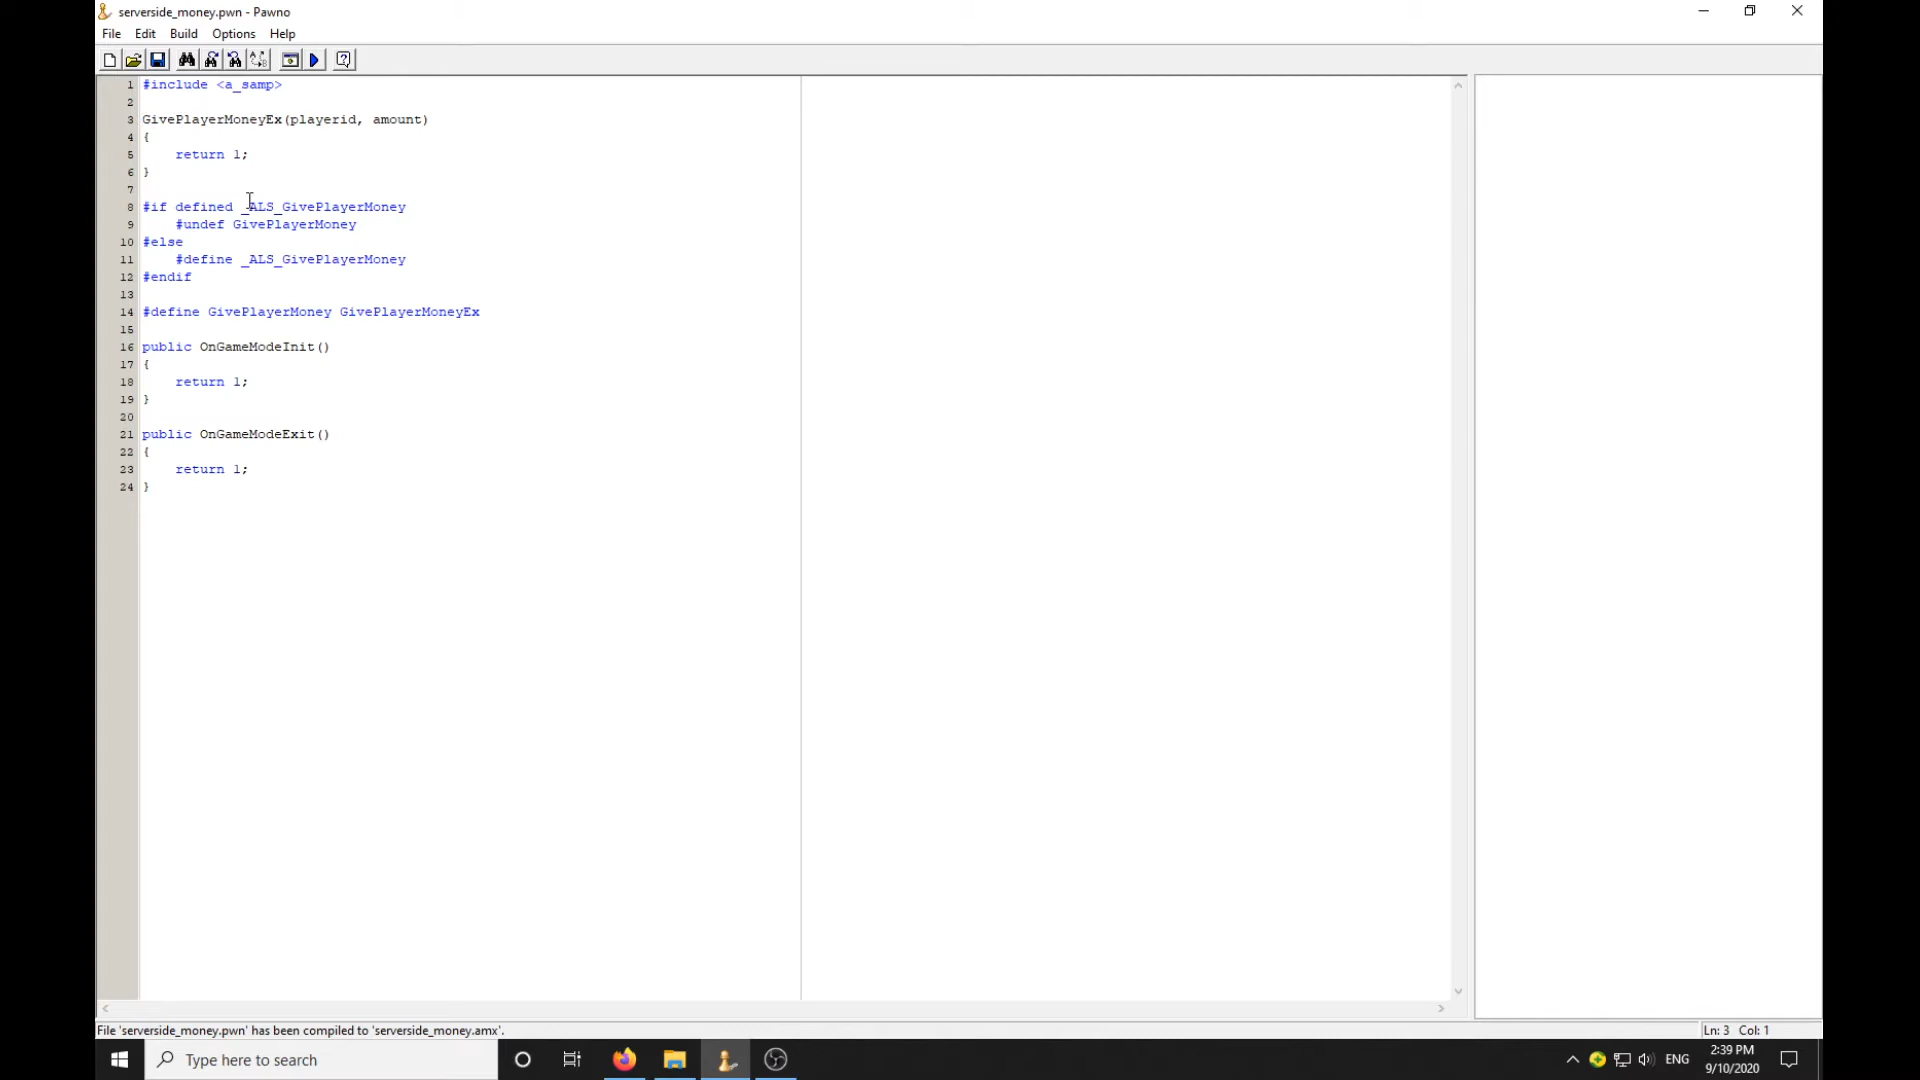 serverside_money.pwn - Pawno
File Edit Build Options Help
1 #include <a_samp>
2
3 GivePlayerMoneyEx(playerid, amount)
4 {
5 return 1;
6 }
7
8 #if defined _ALS_GivePlayerMoney
9 #undef GivePlayerMoney
10 #else
11 #define _ALS_GivePlayerMoney
12 #endif
13
14 #define GivePlayerMoney GivePlayerMoneyEx
15
16 public OnGameModeInit()
17 {
18 return 1;
19 }
20
21 public OnGameModeExit()
22 {
23 return 1;
24 }
File 'serverside_money.pwn' has been compiled to 'serverside_money.amx'.
Ln: 3 Col: 1
Type here to search
ENG
2:39 PM
9/10/2020